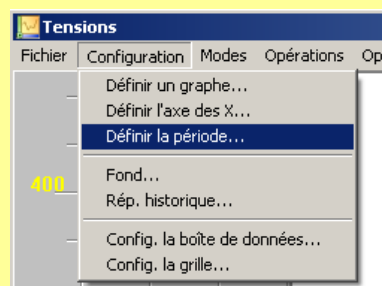 Tensions
Fichier Configuration Modes Opérations Op
Définir un graphe...
Définir l'axe des X...
Définir la période...
400
Fond...
Rép. historique...
Config. la boîte de données...
Config. la grille...